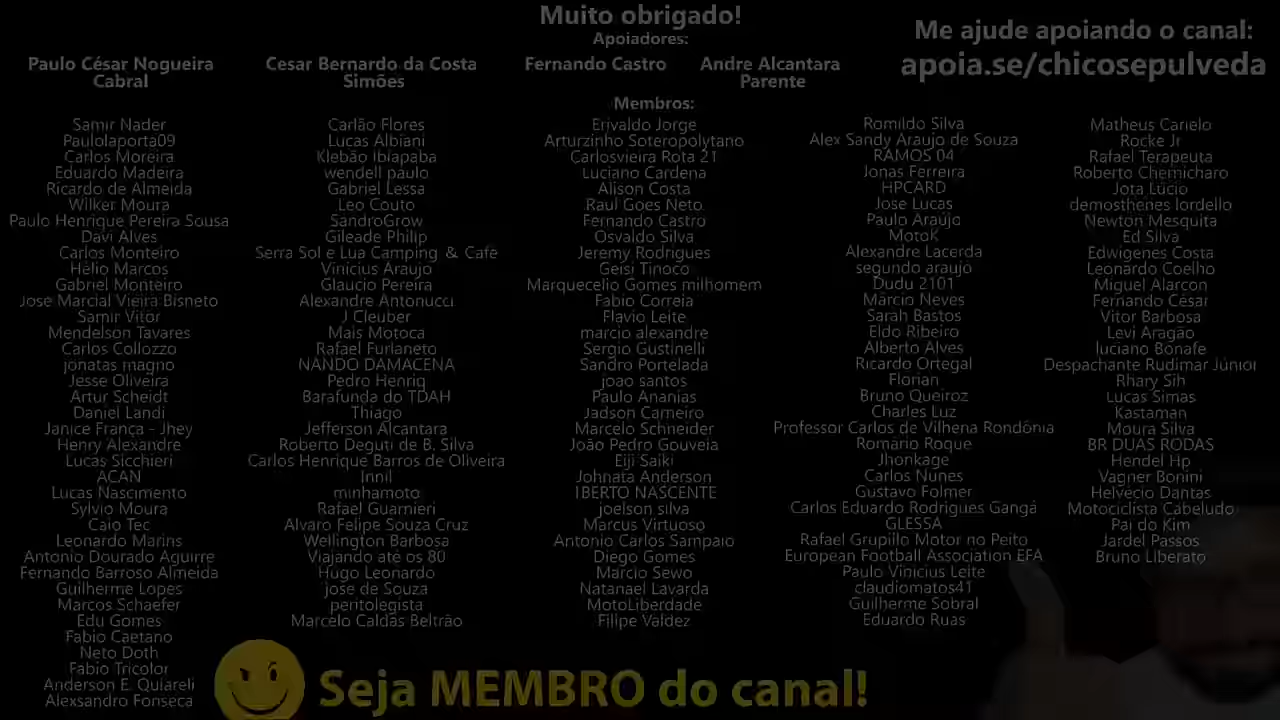 Muito obrigado!
Apoiadores:
Me ajude apoiando o canal:
apoia.se/chicosepulveda
Paulo César Nogueira
Cabral
Cesar Bernardo da Costa
Simões
Fernando Castro
Andre Alcantara
Parente
Membros:
Samir Nader
Paulolaporta09
Carlos Moreira
Eduardo Madeira
Ricardo de Almeida
Wilker Moura
Paulo Henrique Pereira Sousa
Davi Alves
Carlos Monteiro
Hélio Marcos
Gabriel Monteiro
Jose Marcial Vieira Bisneto
Samir Vitór
Mendelson Tavares
Carlos Collozzo
jonatas magno
Jesse Oliveira
Artur Scheidt
Daniel Landi
Janice França - Jhey
Henry Alexandre
Lucas Sicchieri
ACAN
Lucas Nascimento
Sylvio Moura
Caio Tec
Leonardo Marins
Antonio Dourado Aguirre
Fernando Barroso Almeida
Guilherme Lopes
Marcos Schaefer
Edu Gomes
Fabio Caetano
Neto Doth
Fabio Tricolor
Anderson E. Quiareli
Alexsandro Fonseca
Carlão Flores
Lucas Albiani
Klebão Ibiapaba
wendell paulo
Gabriel Lessa
Leo Couto
SandroGrow
Gileade Philip
Serra Sol e Lua Camping & Café
Vinicius Araujo
Glaucio Pereira
Alexandre Antonucci
J Cleuber
Mais Motoca
Rafael Furlaneto
NANDO DAMACENA
Pedro Henriq
Barafunda do TDAH
Thiago
Jefferson Alcantara
Roberto Deguti de B. Silva
Carlos Henrique Barros de Oliveira
Innil
minhamoto
Rafael Guarnieri
Alvaro Felipe Souza Cruz
Wellington Barbosa
Viajando até os 80
Hugo Leonardo
jose de Souza
peritolegista
Marcelo Caldas Beltrão
Erivaldo Jorge
Arturzinho Soteropolytano
Carlosvieira Rota 21
Luciano Cardena
Alison Costa
Raul Goes Neto
Fernando Castro
Osvaldo Silva
Jeremy Rodrigues
Geisi Tinoco
Marquecelio Gomes milhomem
Fabio Correia
Flavio Leite
marcio alexandre
Sergio Gustinelli
Sandro Portelada
joao santos
Paulo Ananias
Jadson Carneiro
Marcelo Schneider
João Pedro Gouveia
Eiji Saiki
Johnata Anderson
IBERTO NASCENTE
joelson silva
Marcus Virtuoso
Antonio Carlos Sampaio
Diego Gomes
Marcio Sewo
Natanael Lavarda
MotoLiberdade
Filipe Valdez
Romildo Silva
Alex Sandy Araujo de Souza
RAMOS 04
Jonas Ferreira
HPCARD
Jose Lucas
Paulo Araújo
MotoK
Alexandre Lacerda
segundo araujo
Dudu 2101
Márcio Neves
Sarah Bastos
Eldo Ribeiro
Alberto Alves
Ricardo Ortegal
Florian
Bruno Queiroz
Charles Luz
Professor Carlos de Vilhena Rondônia
Romário Roque
Jhonkage
Carlos Nunes
Gustavo Folmer
Carlos Eduardo Rodrigues Gangá
GLESSA
Rafael Grupillo Motor no Peito
European Football Association EFA
Paulo Vinicius Leite
claudiomatos41
Guilherme Sobral
Eduardo Ruas
Matheus Carielo
Rocke Jr
Rafael Terapeuta
Roberto Chemicharo
Jota Lúcio
demosthenes lordello
Newton Mesquita
Ed Silva
Edwigenes Costa
Leonardo Coelho
Miguel Alarcon
Fernando César
Vitor Barbosa
Levi Aragão
luciano Bonafe
Despachante Rudimar Júnior
Rhary Sih
Lucas Simas
Kastaman
Moura Silva
BR DUAS RODAS
Hendel Hp
Vagner Bonini
Helvécio Dantas
Motociclista Cabeludo
Pai do Kim
Jardel Passos
Bruno Liberato
Seja MEMBRO do canal!